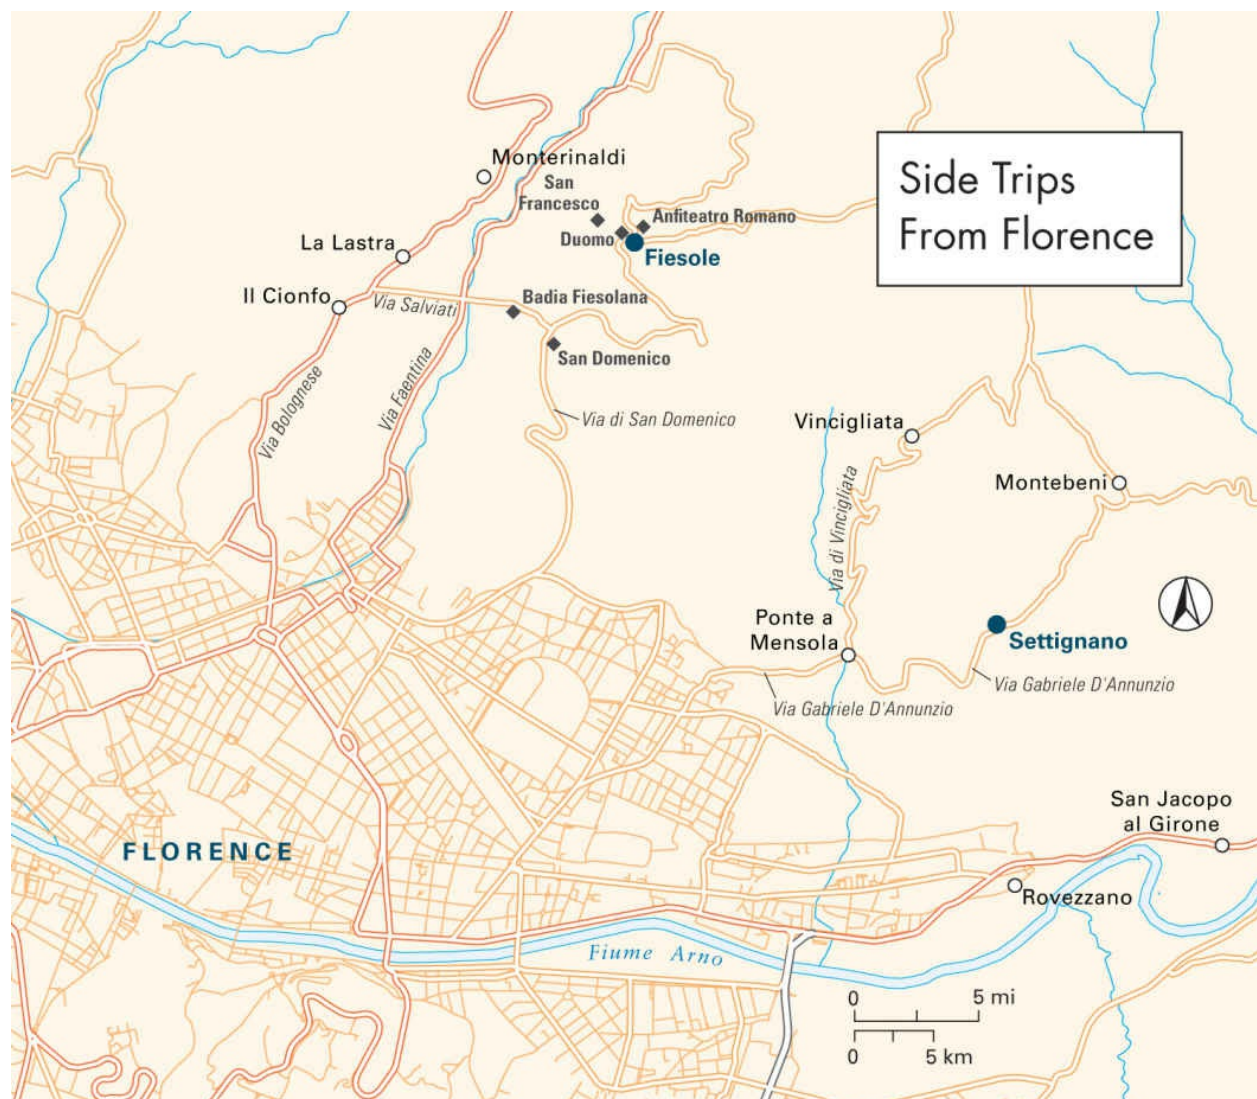 Side Trips
From Florence
Monterinaldi
San
Francesco
Anfiteatro Romano
Duomo
Fiesole
La Lastra
Il Cionfo
Via Salviati
Badia Fiesolana
San Domenico
Via Bolognese
Via Faentina
Via di San Domenico
Vincigliata
Montebeni
Via di Vincigliata
Ponte a
Mensola
Settignano
Via Gabriele D'Annunzio
Via Gabriele D'Annunzio
San Jacopo
al Girone
FLORENCE
Rovezzano
Fiume Arno
0 5 mi
0 5 km